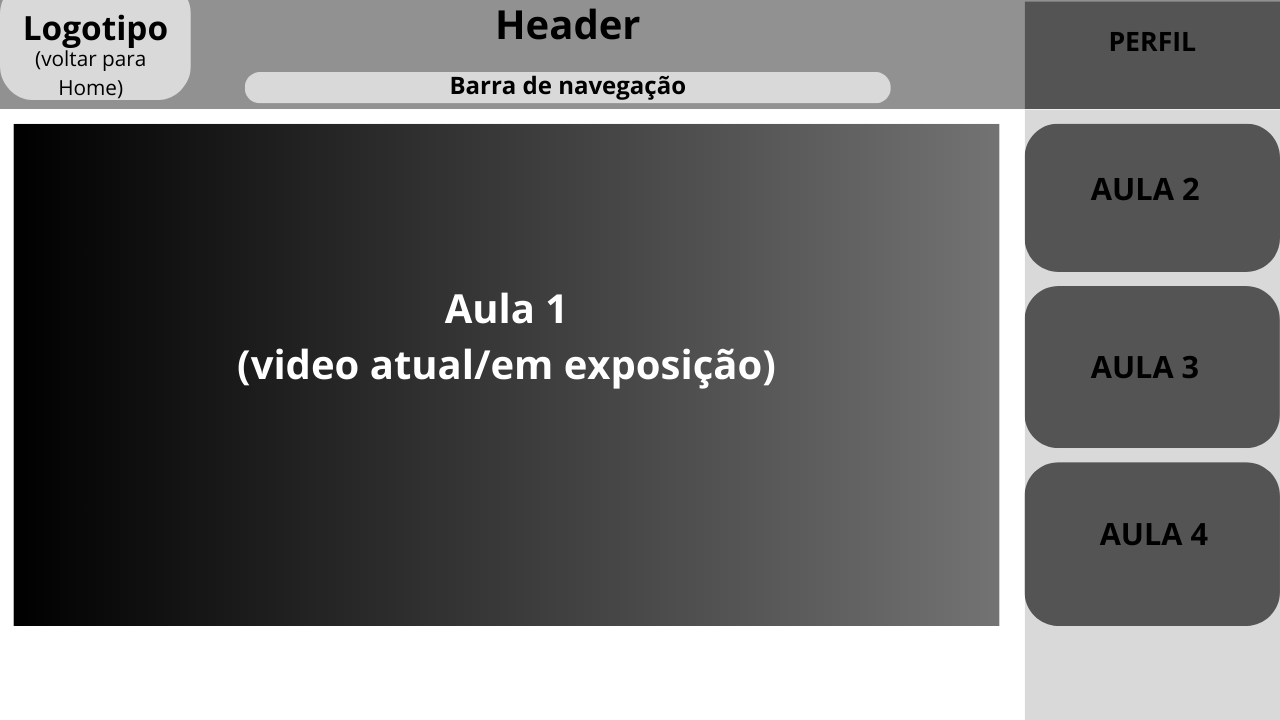 Logotipo
(voltar para
Home)
Header
Barra de navegação
PERFIL
Aula 1
(video atual/em exposição)
AULA 2
AULA 3
AULA 4